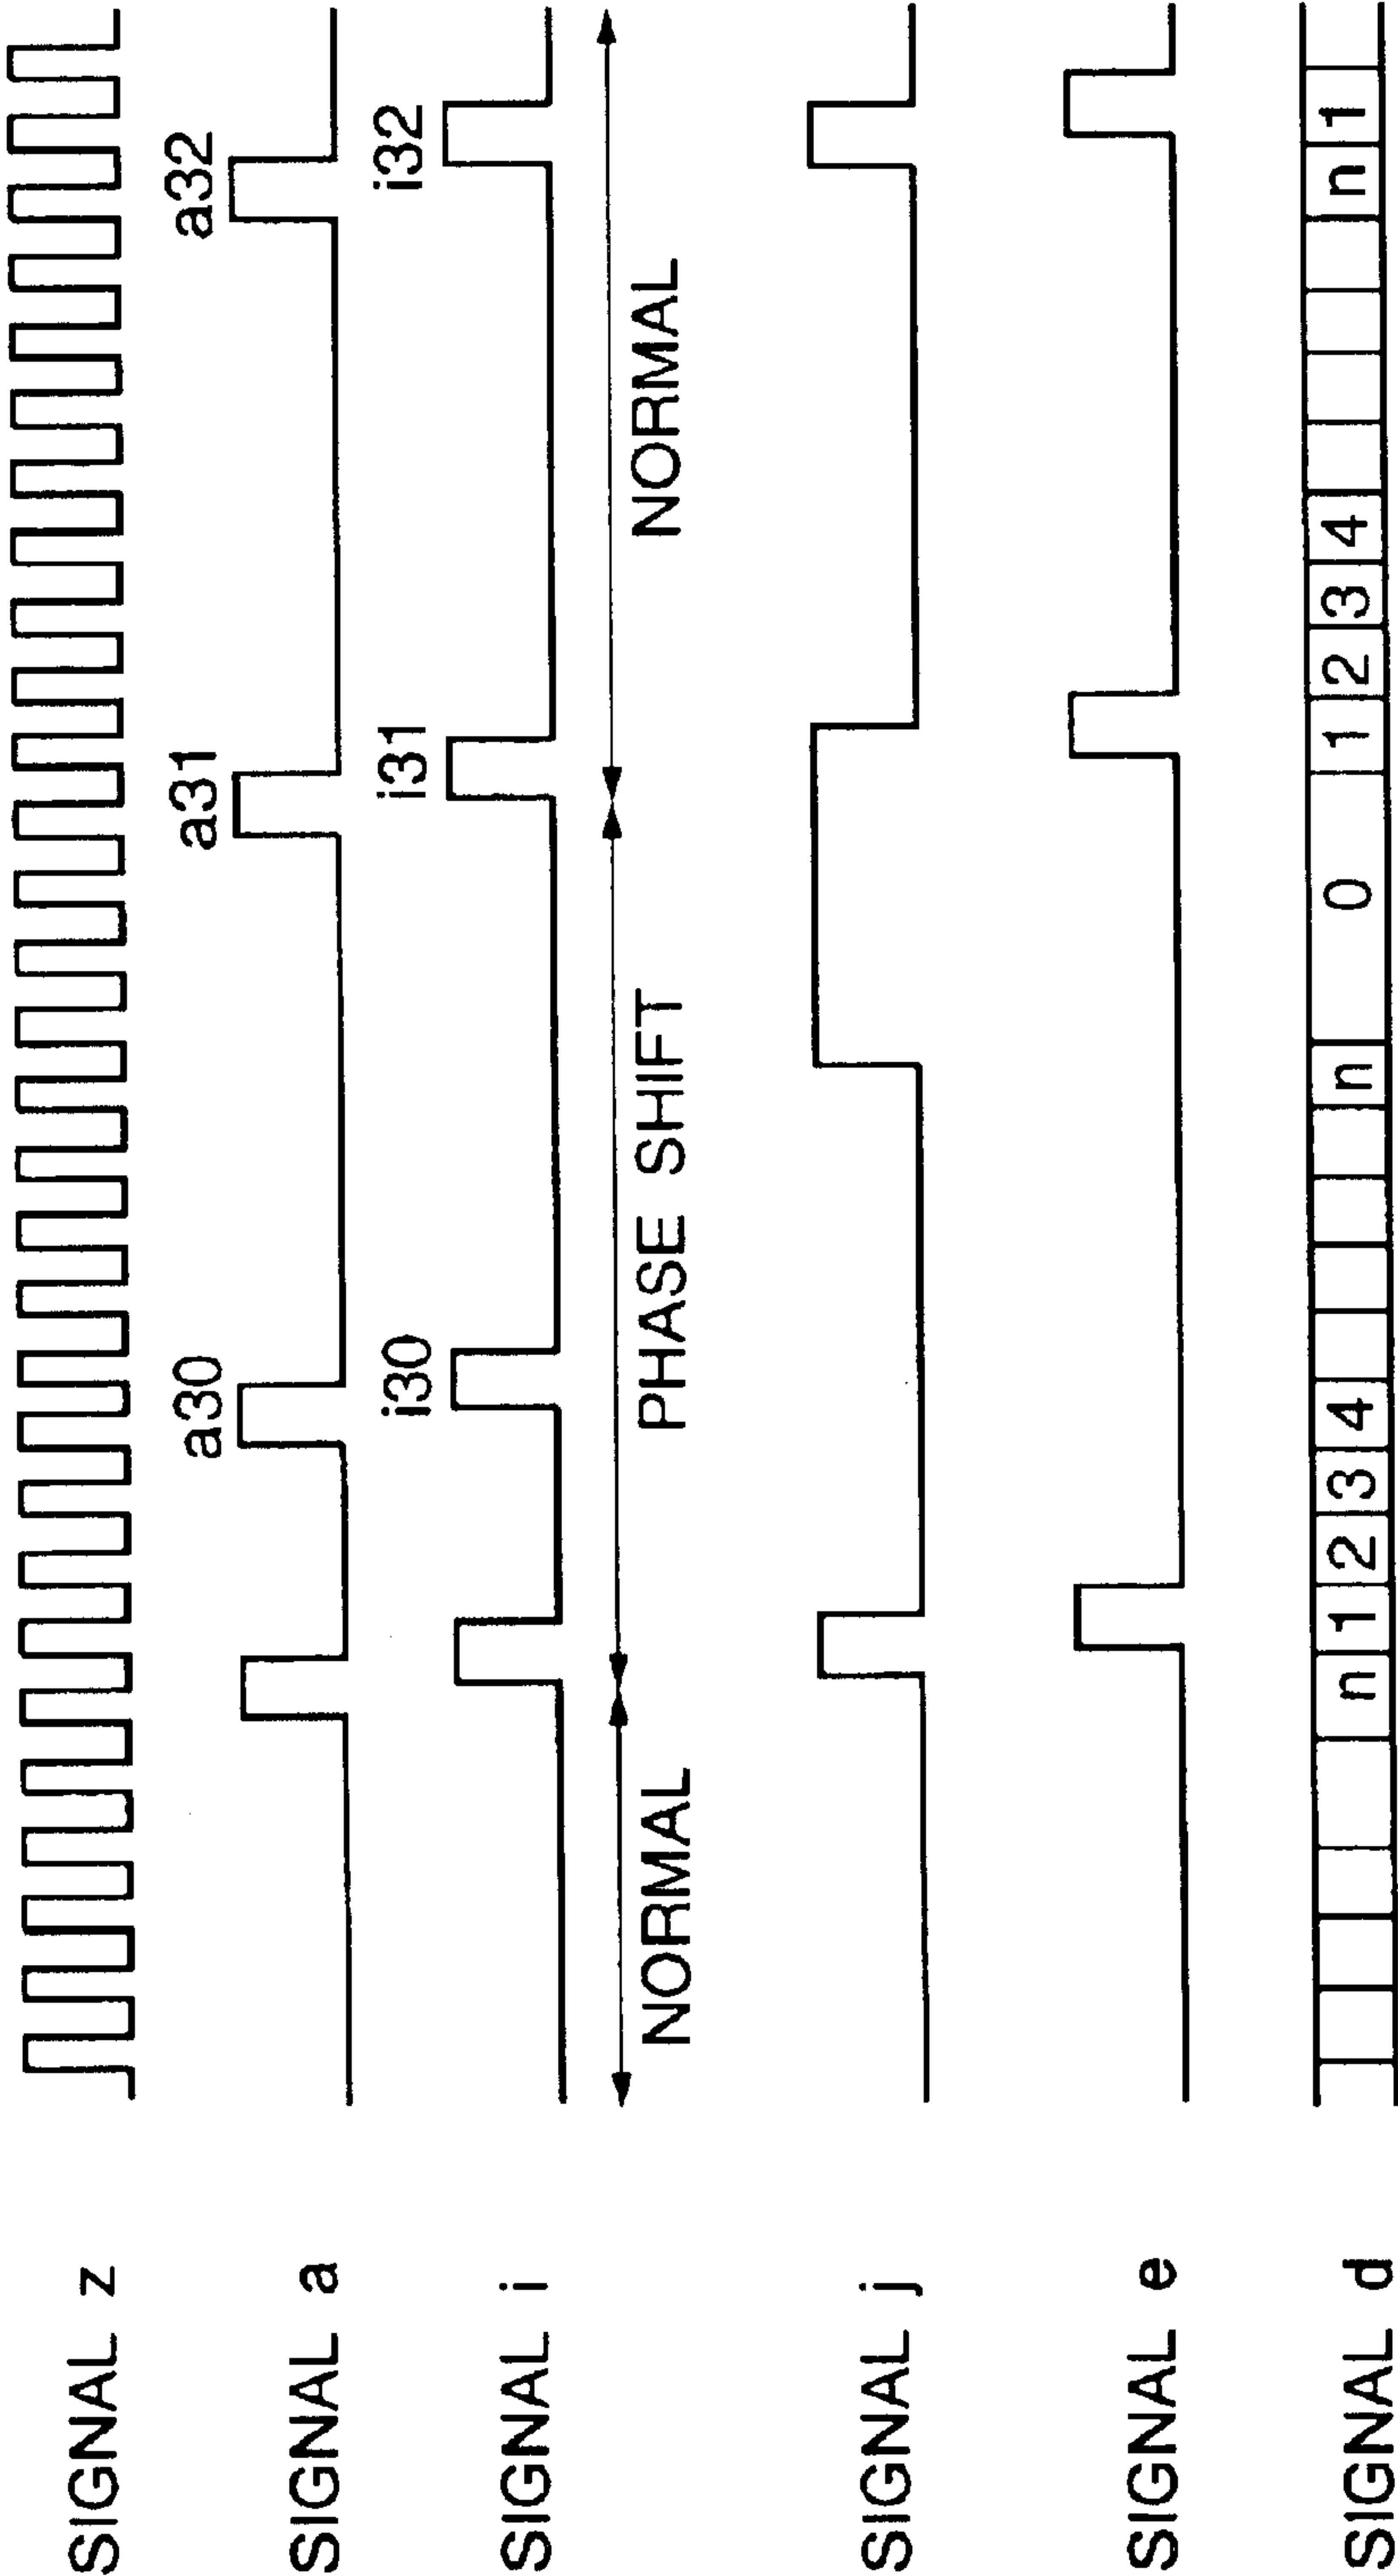 SIGNAL z
SIGNAL a
a30 a31 a32
SIGNAL i
i30 i31 i32
NORMAL PHASE SHIFT NORMAL
SIGNAL j
SIGNAL e
SIGNAL d
n 1 2 3 4 n 0 1 2 3 4 n 1